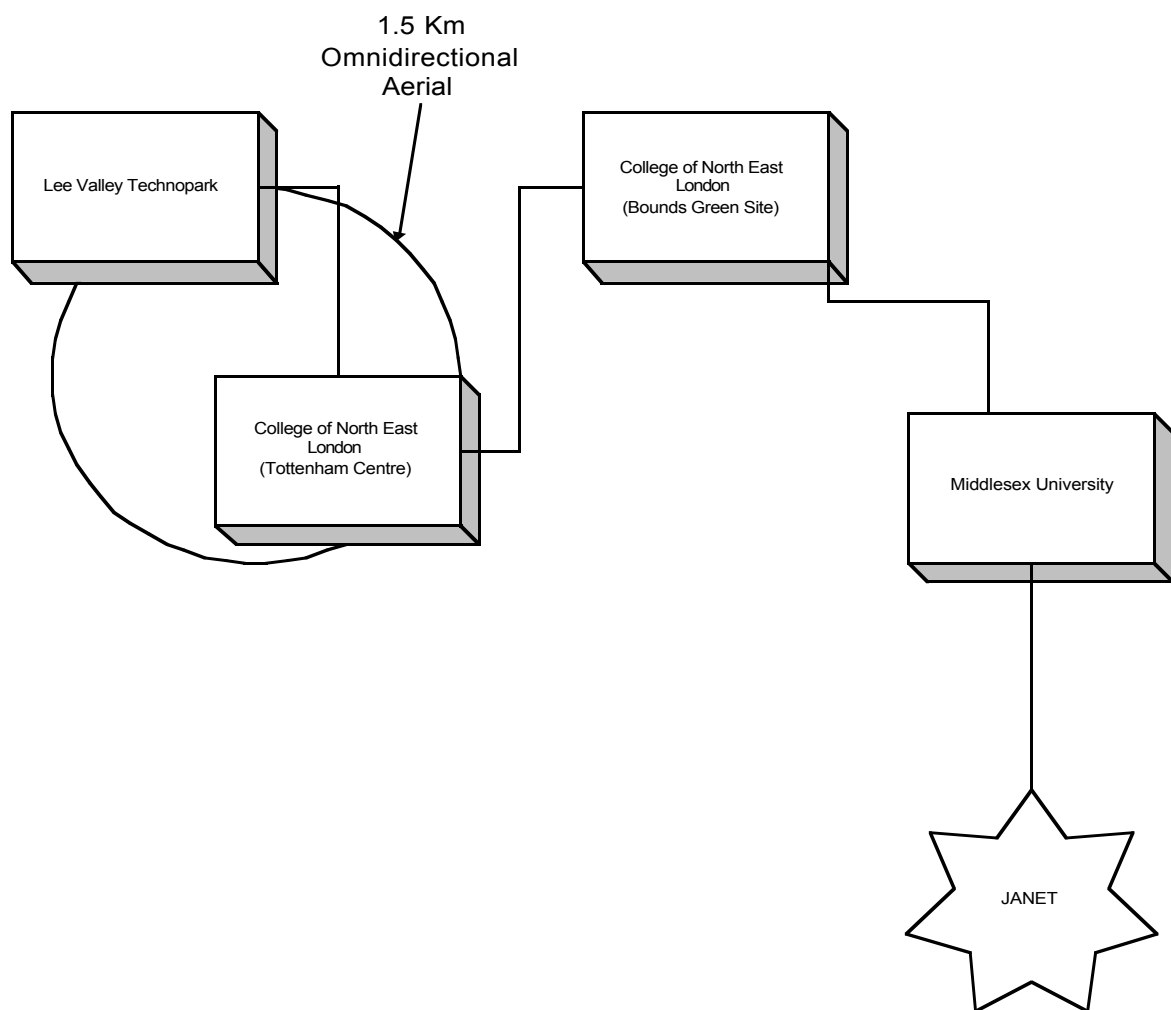 1.5 Km
Omnidirectional
Aerial
Lee Valley Technopark
College of North East
London
(Bounds Green Site)
College of North East
London
(Tottenham Centre)
Middlesex University
JANET